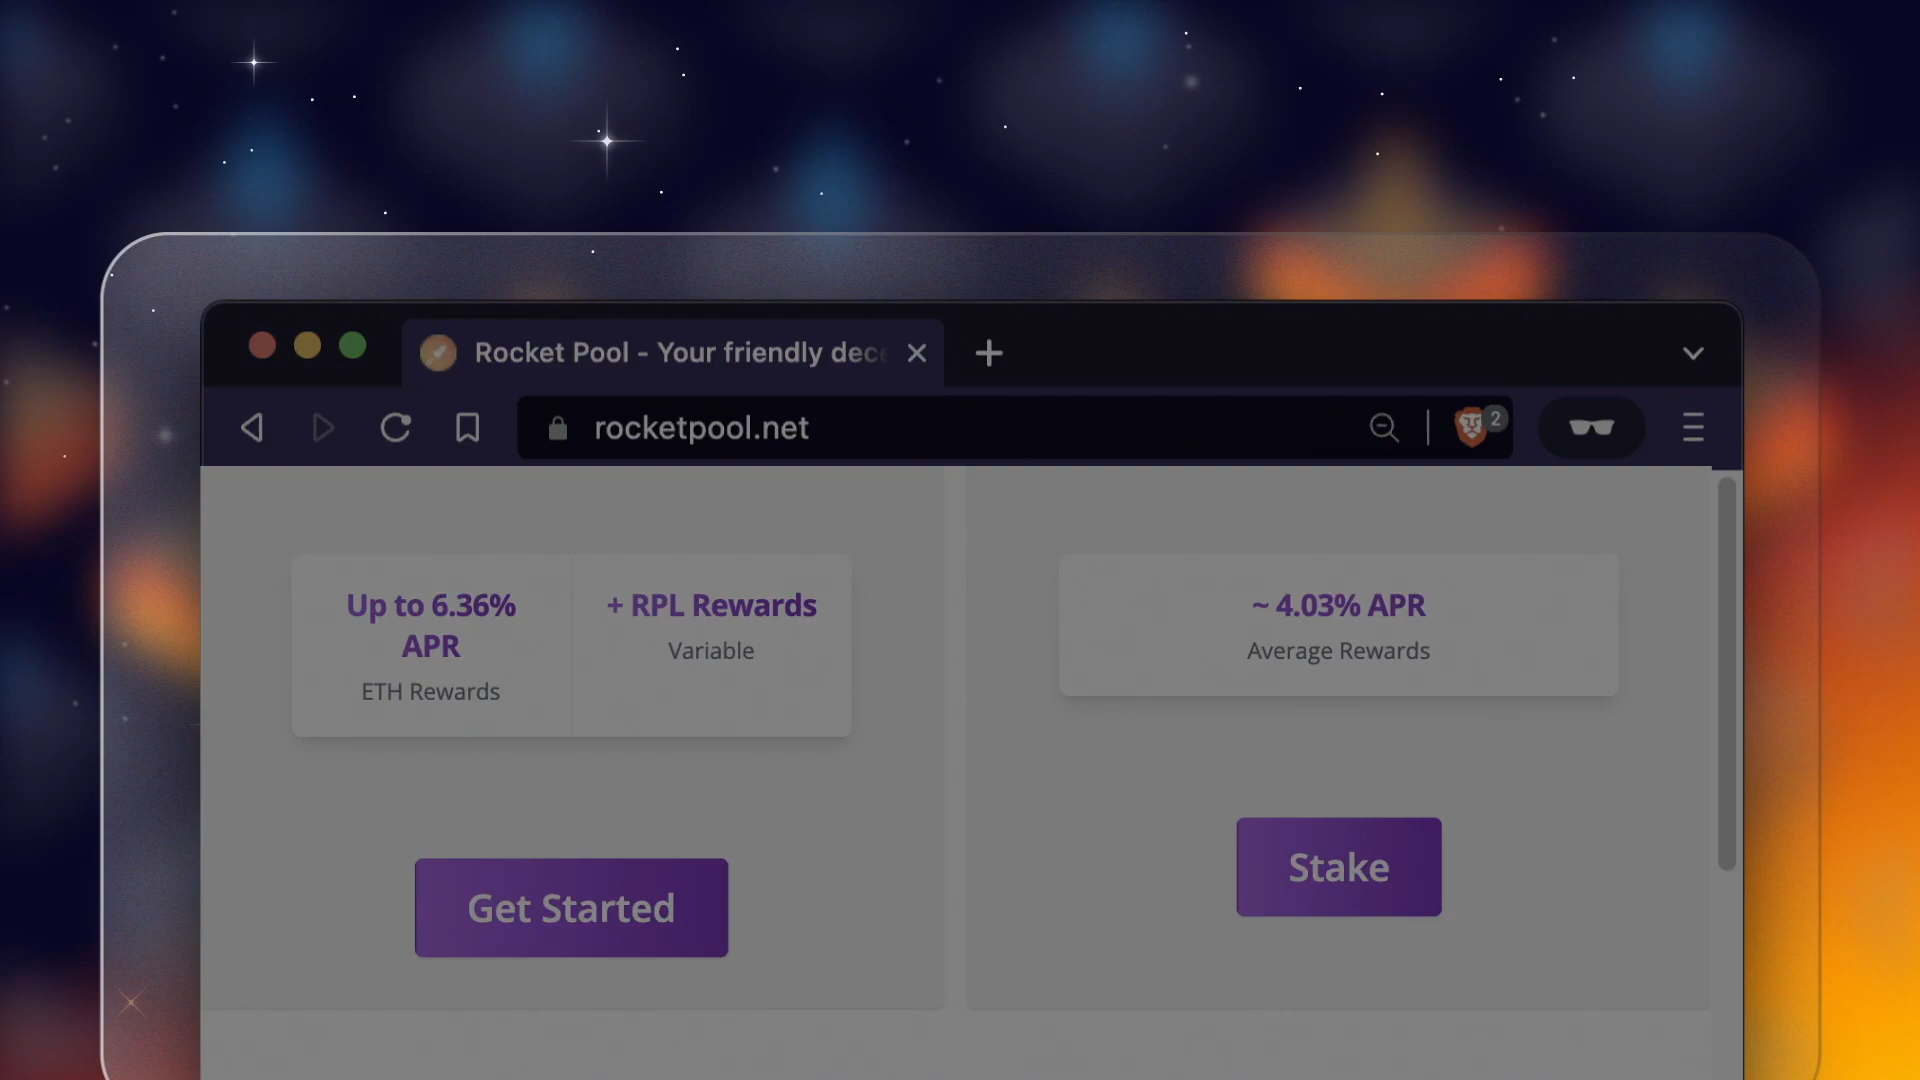 Rocket Pool - Your friendly dece
rocketpool.net
2
Up to 6.36%
APR
ETH Rewards
+ RPL Rewards
Variable
~ 4.03% APR
Average Rewards
Get Started
Stake